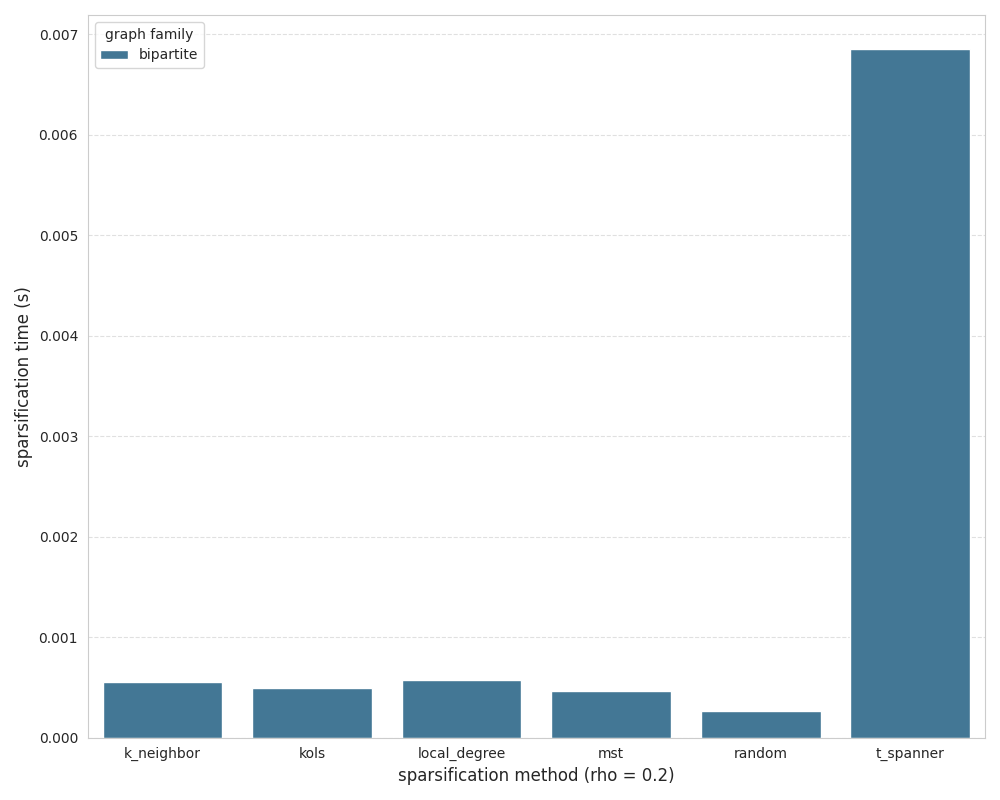 graph family
bipartite
0.007
0.006
0.005
0.004
0.003
0.002
0.001
0.000
sparsification time (s)
k_neighbor
kols
local_degree
mst
random
t_spanner
sparsification method (rho = 0.2)